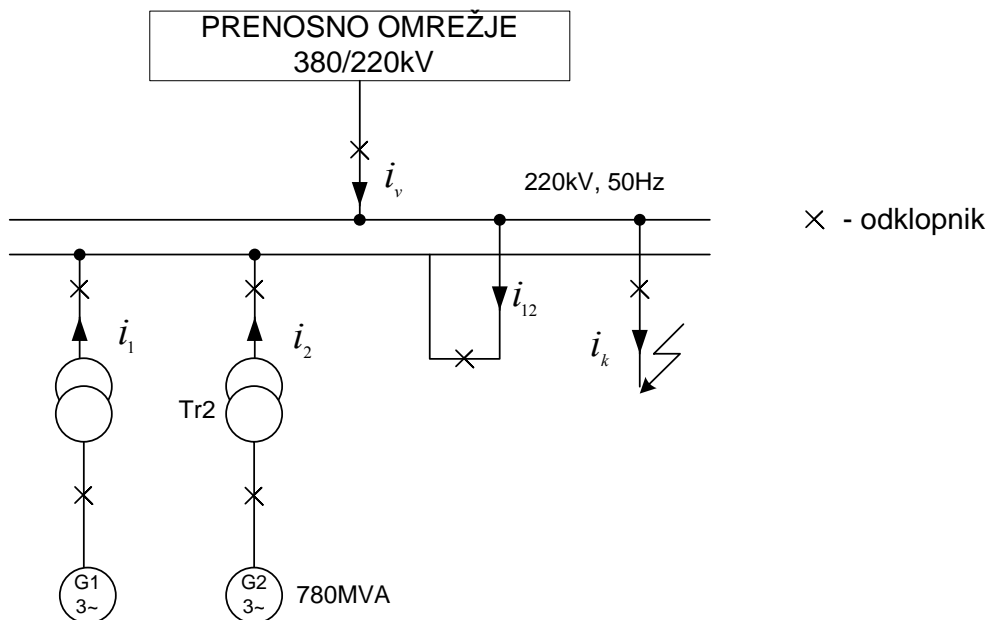 PRENOSNO OMREŽJE
380/220kV
i_v
220kV, 50Hz
× - odklopnik
i_1
i_2
i_12
i_k
Tr2
G1
3~
G2
3~
780MVA